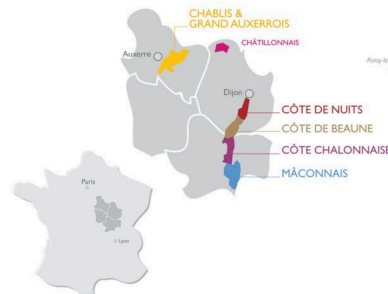 CHABLIS &
GRAND AUXERROIS
Auxerre
CHÂTILLONNAIS
Dijon
CÔTE DE NUITS
CÔTE DE BEAUNE
CÔTE CHALONNAISE
MÂCONNAIS
Paris
Lyon